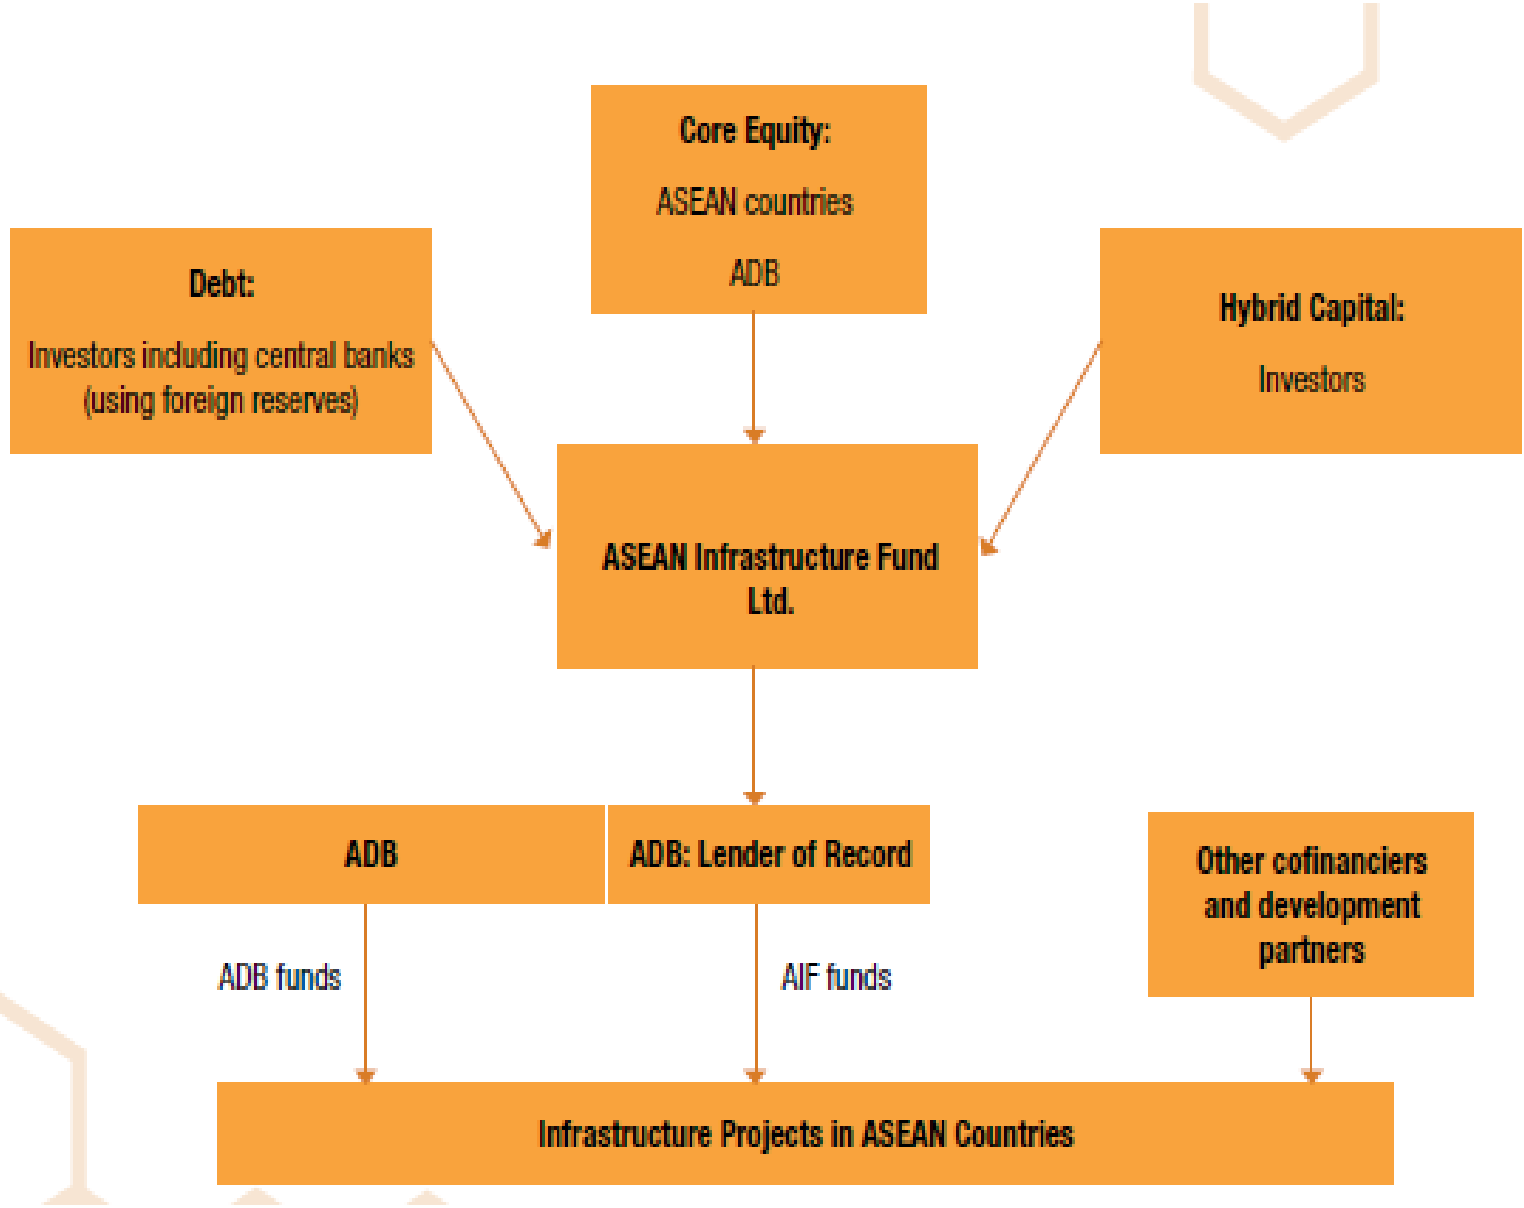 Core Equity:
ASEAN countries
ADB
Debt:
Investors including central banks
(using foreign reserves)
Hybrid Capital:
Investors
ASEAN Infrastructure Fund
Ltd.
ADB
ADB: Lender of Record
Other cofinanciers
and development
partners
ADB funds
AIF funds
Infrastructure Projects in ASEAN Countries